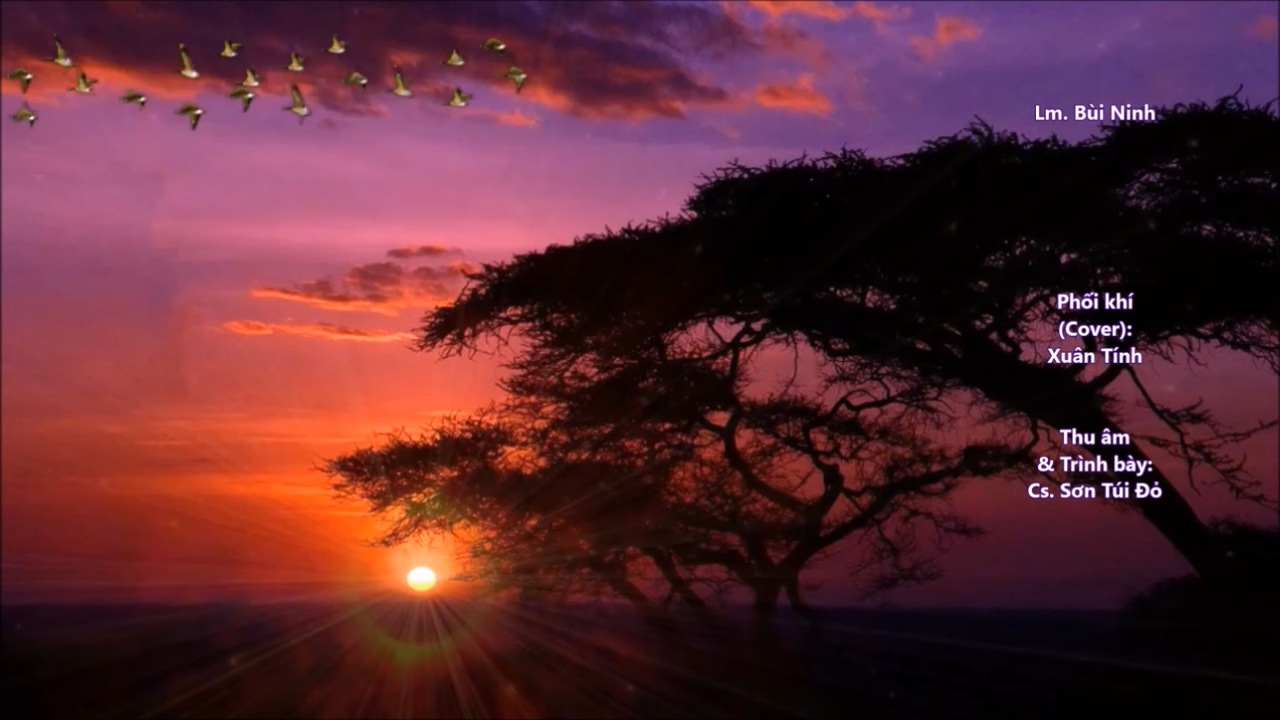 Lm. Bùi Ninh
Phối khí
(Cover):
Xuân Tính
Thu âm
& Trình bày:
Cs. Sơn Túi Đỏ